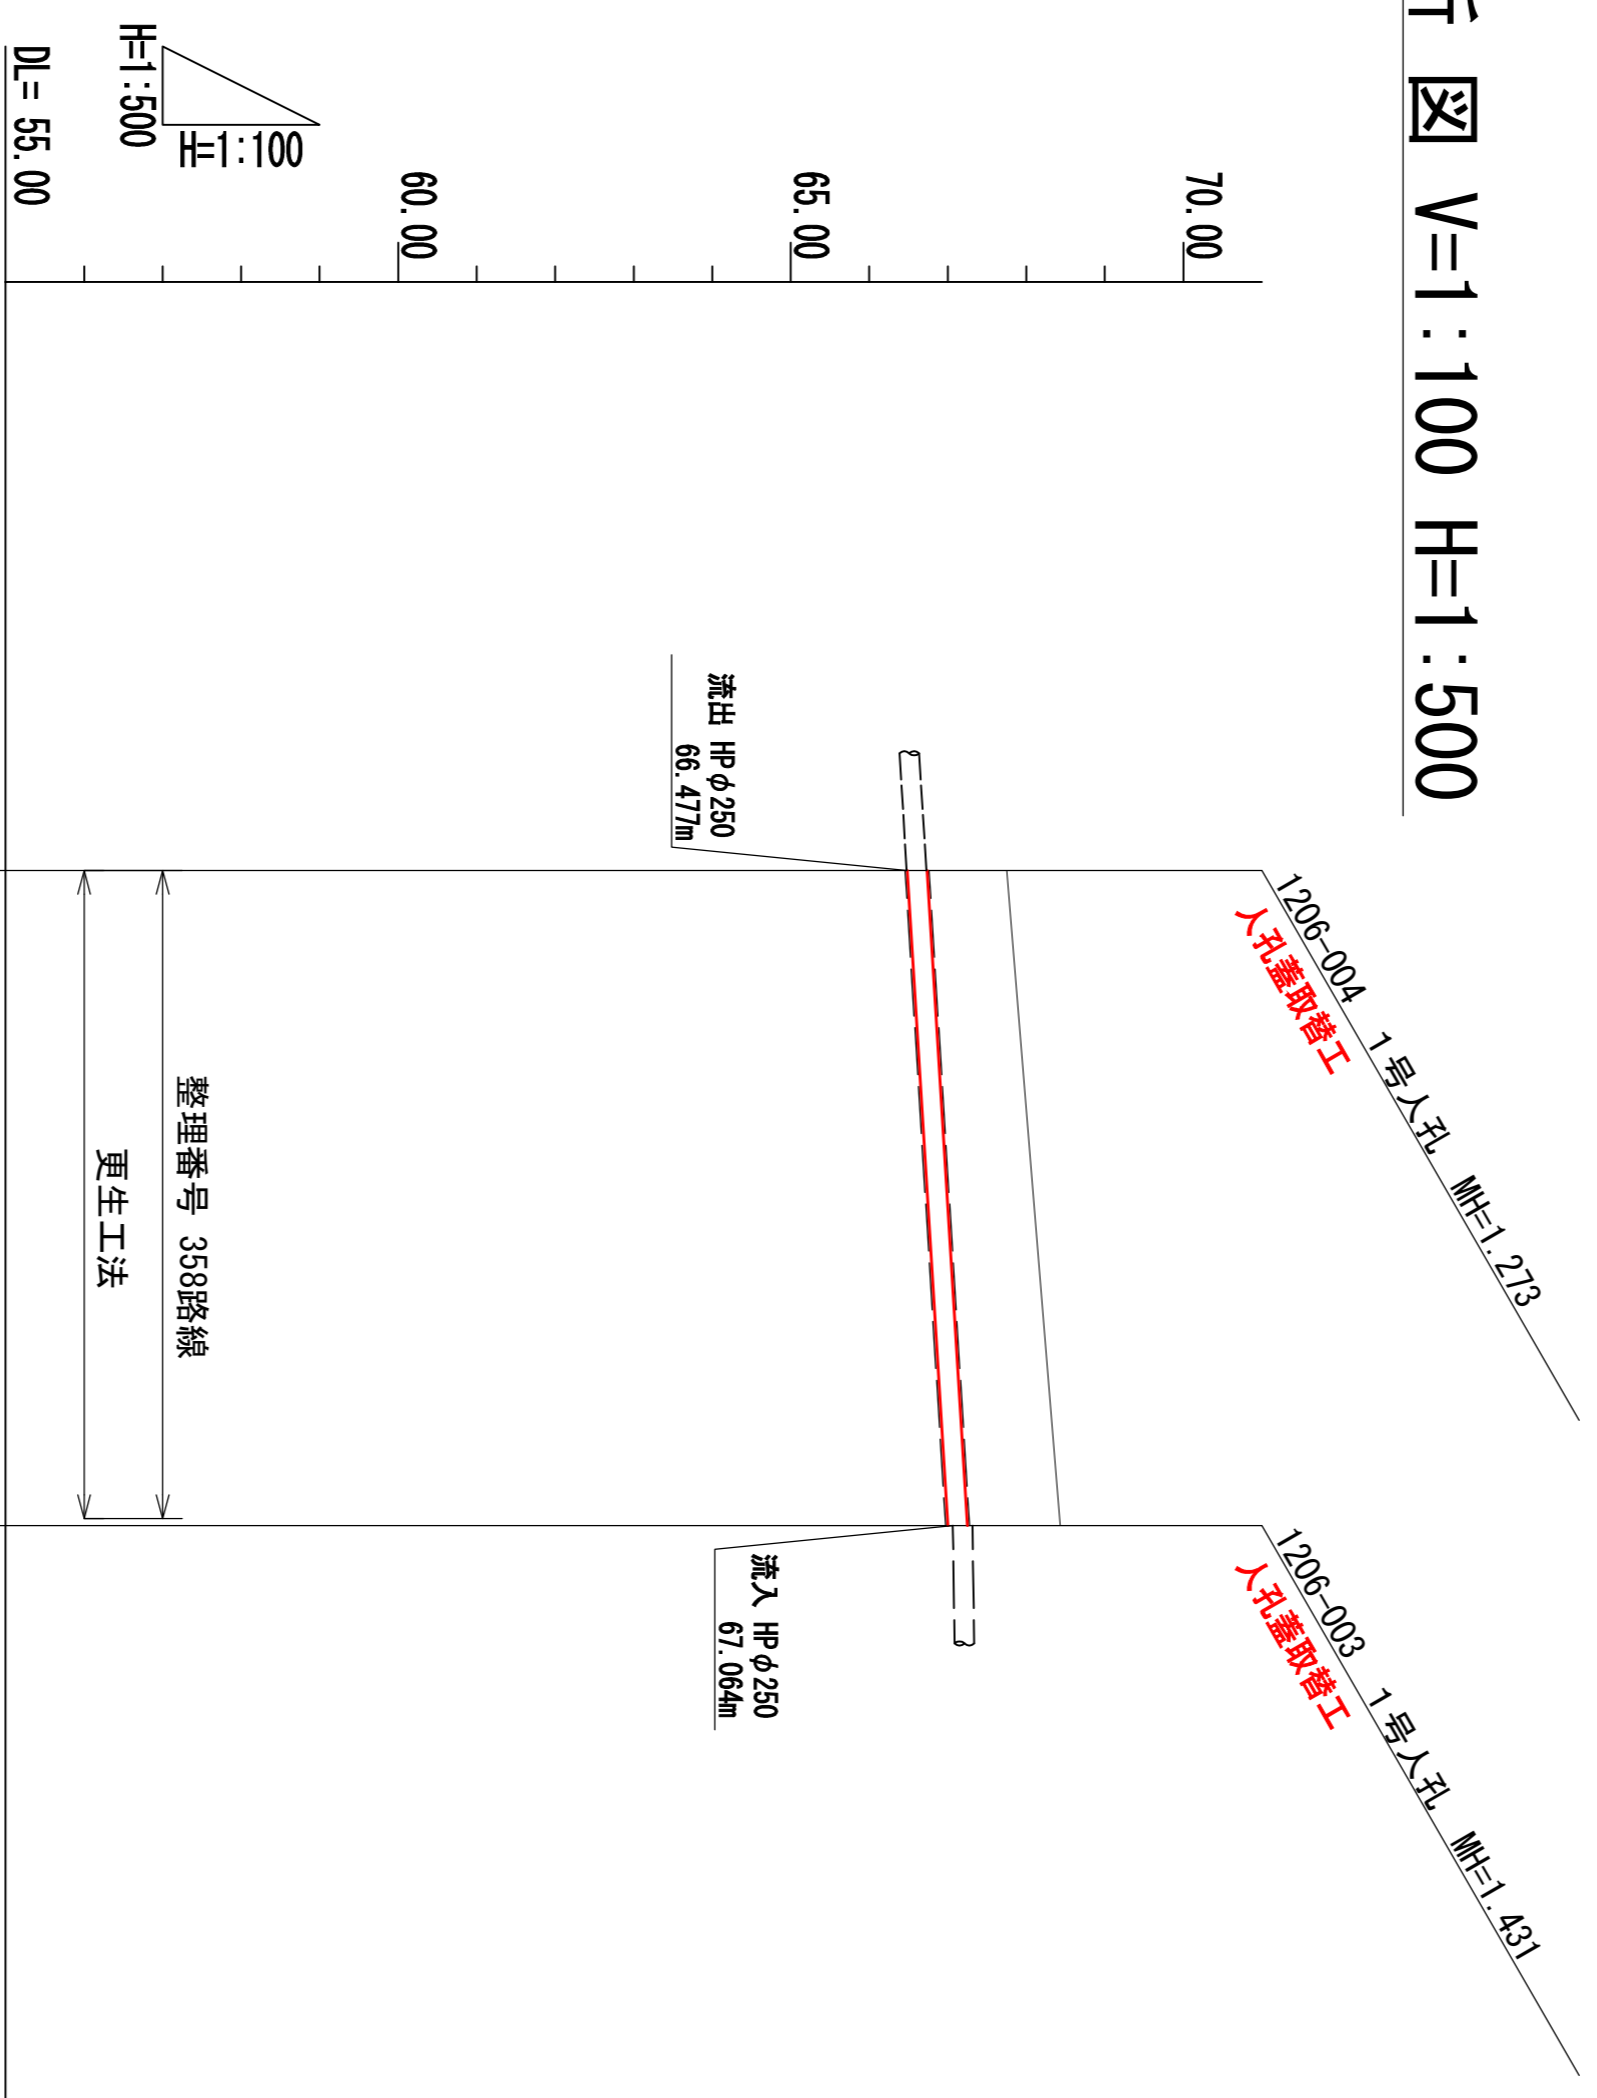 図 V=1:100 H=1:500
1206-004 1号人孔 MH=1.273
人孔蓋取替工
1206-003 1号人孔 MH=1.431
人孔蓋取替工
70.00
65.00
60.00
流出 HPφ250
66.477m
流入 HPφ250
67.064m
H=1:500
DL= 55.00
整理番号 358路線
更生工法